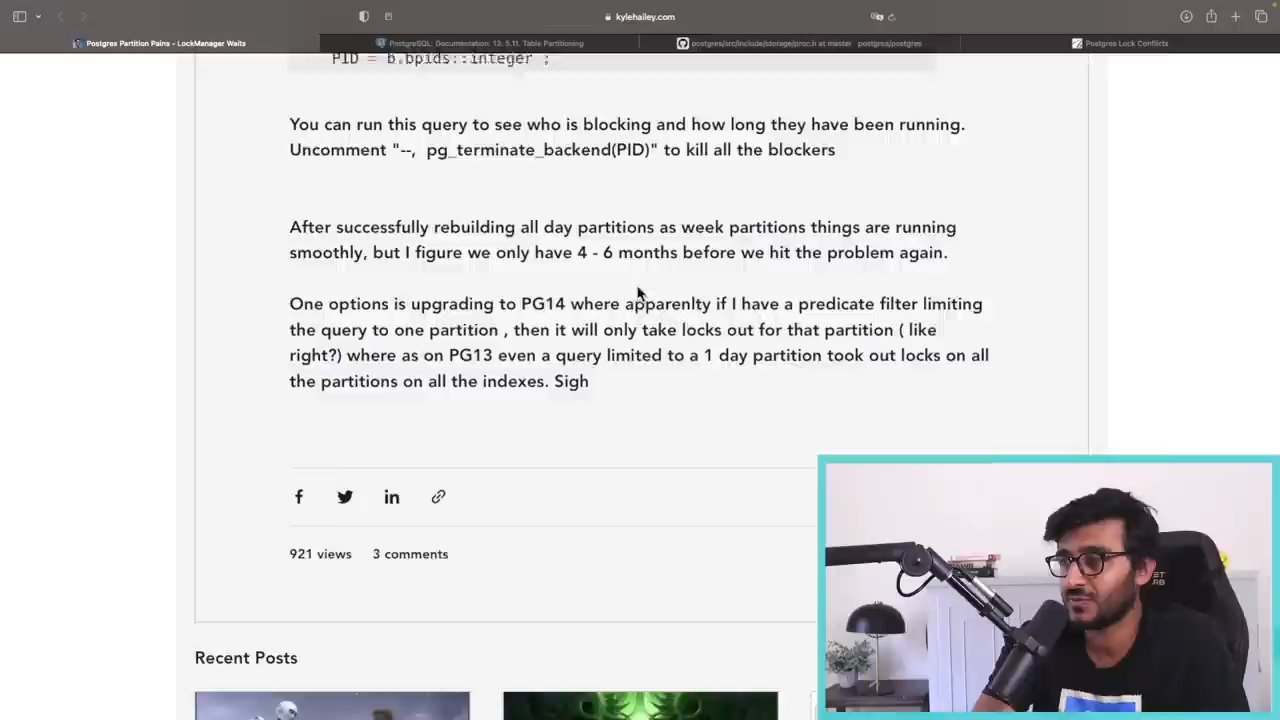 kylehailey.com
Postgres Partition Pains - LockManager Waits
PostgreSQL: Documentation: 13: 5.11. Table Partitioning
postgres/src/include/storage/proc.h at master · postgres/postgres
Postgres Lock Conflicts
PID = b.bpids::integer ;
You can run this query to see who is blocking and how long they have been running.
Uncomment "--, pg_terminate_backend(PID)" to kill all the blockers
After successfully rebuilding all day partitions as week partitions things are running
smoothly, but I figure we only have 4 - 6 months before we hit the problem again.
One options is upgrading to PG14 where apparenlty if I have a predicate filter limiting
the query to one partition , then it will only take locks out for that partition ( like
right?) where as on PG13 even a query limited to a 1 day partition took out locks on all
the partitions on all the indexes. Sigh
921 views
3 comments
Recent Posts